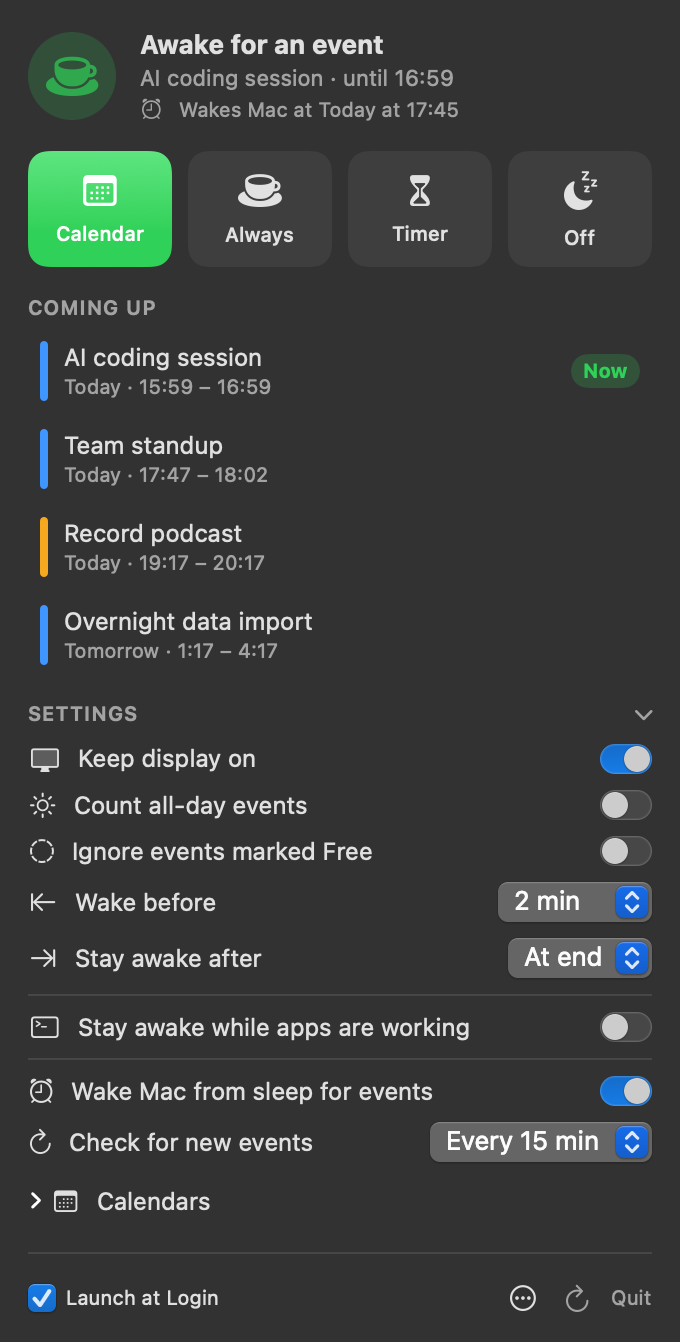 Awake for an event
AI coding session · until 16:59
Wakes Mac at Today at 17:45
Calendar
Always
Timer
Off
COMING UP
AI coding session
Today · 15:59 – 16:59
Now
Team standup
Today · 17:47 – 18:02
Record podcast
Today · 19:17 – 20:17
Overnight data import
Tomorrow · 1:17 – 4:17
SETTINGS
Keep display on
Count all-day events
Ignore events marked Free
Wake before
2 min
Stay awake after
At end
Stay awake while apps are working
Wake Mac from sleep for events
Check for new events
Every 15 min
Calendars
Launch at Login
Quit